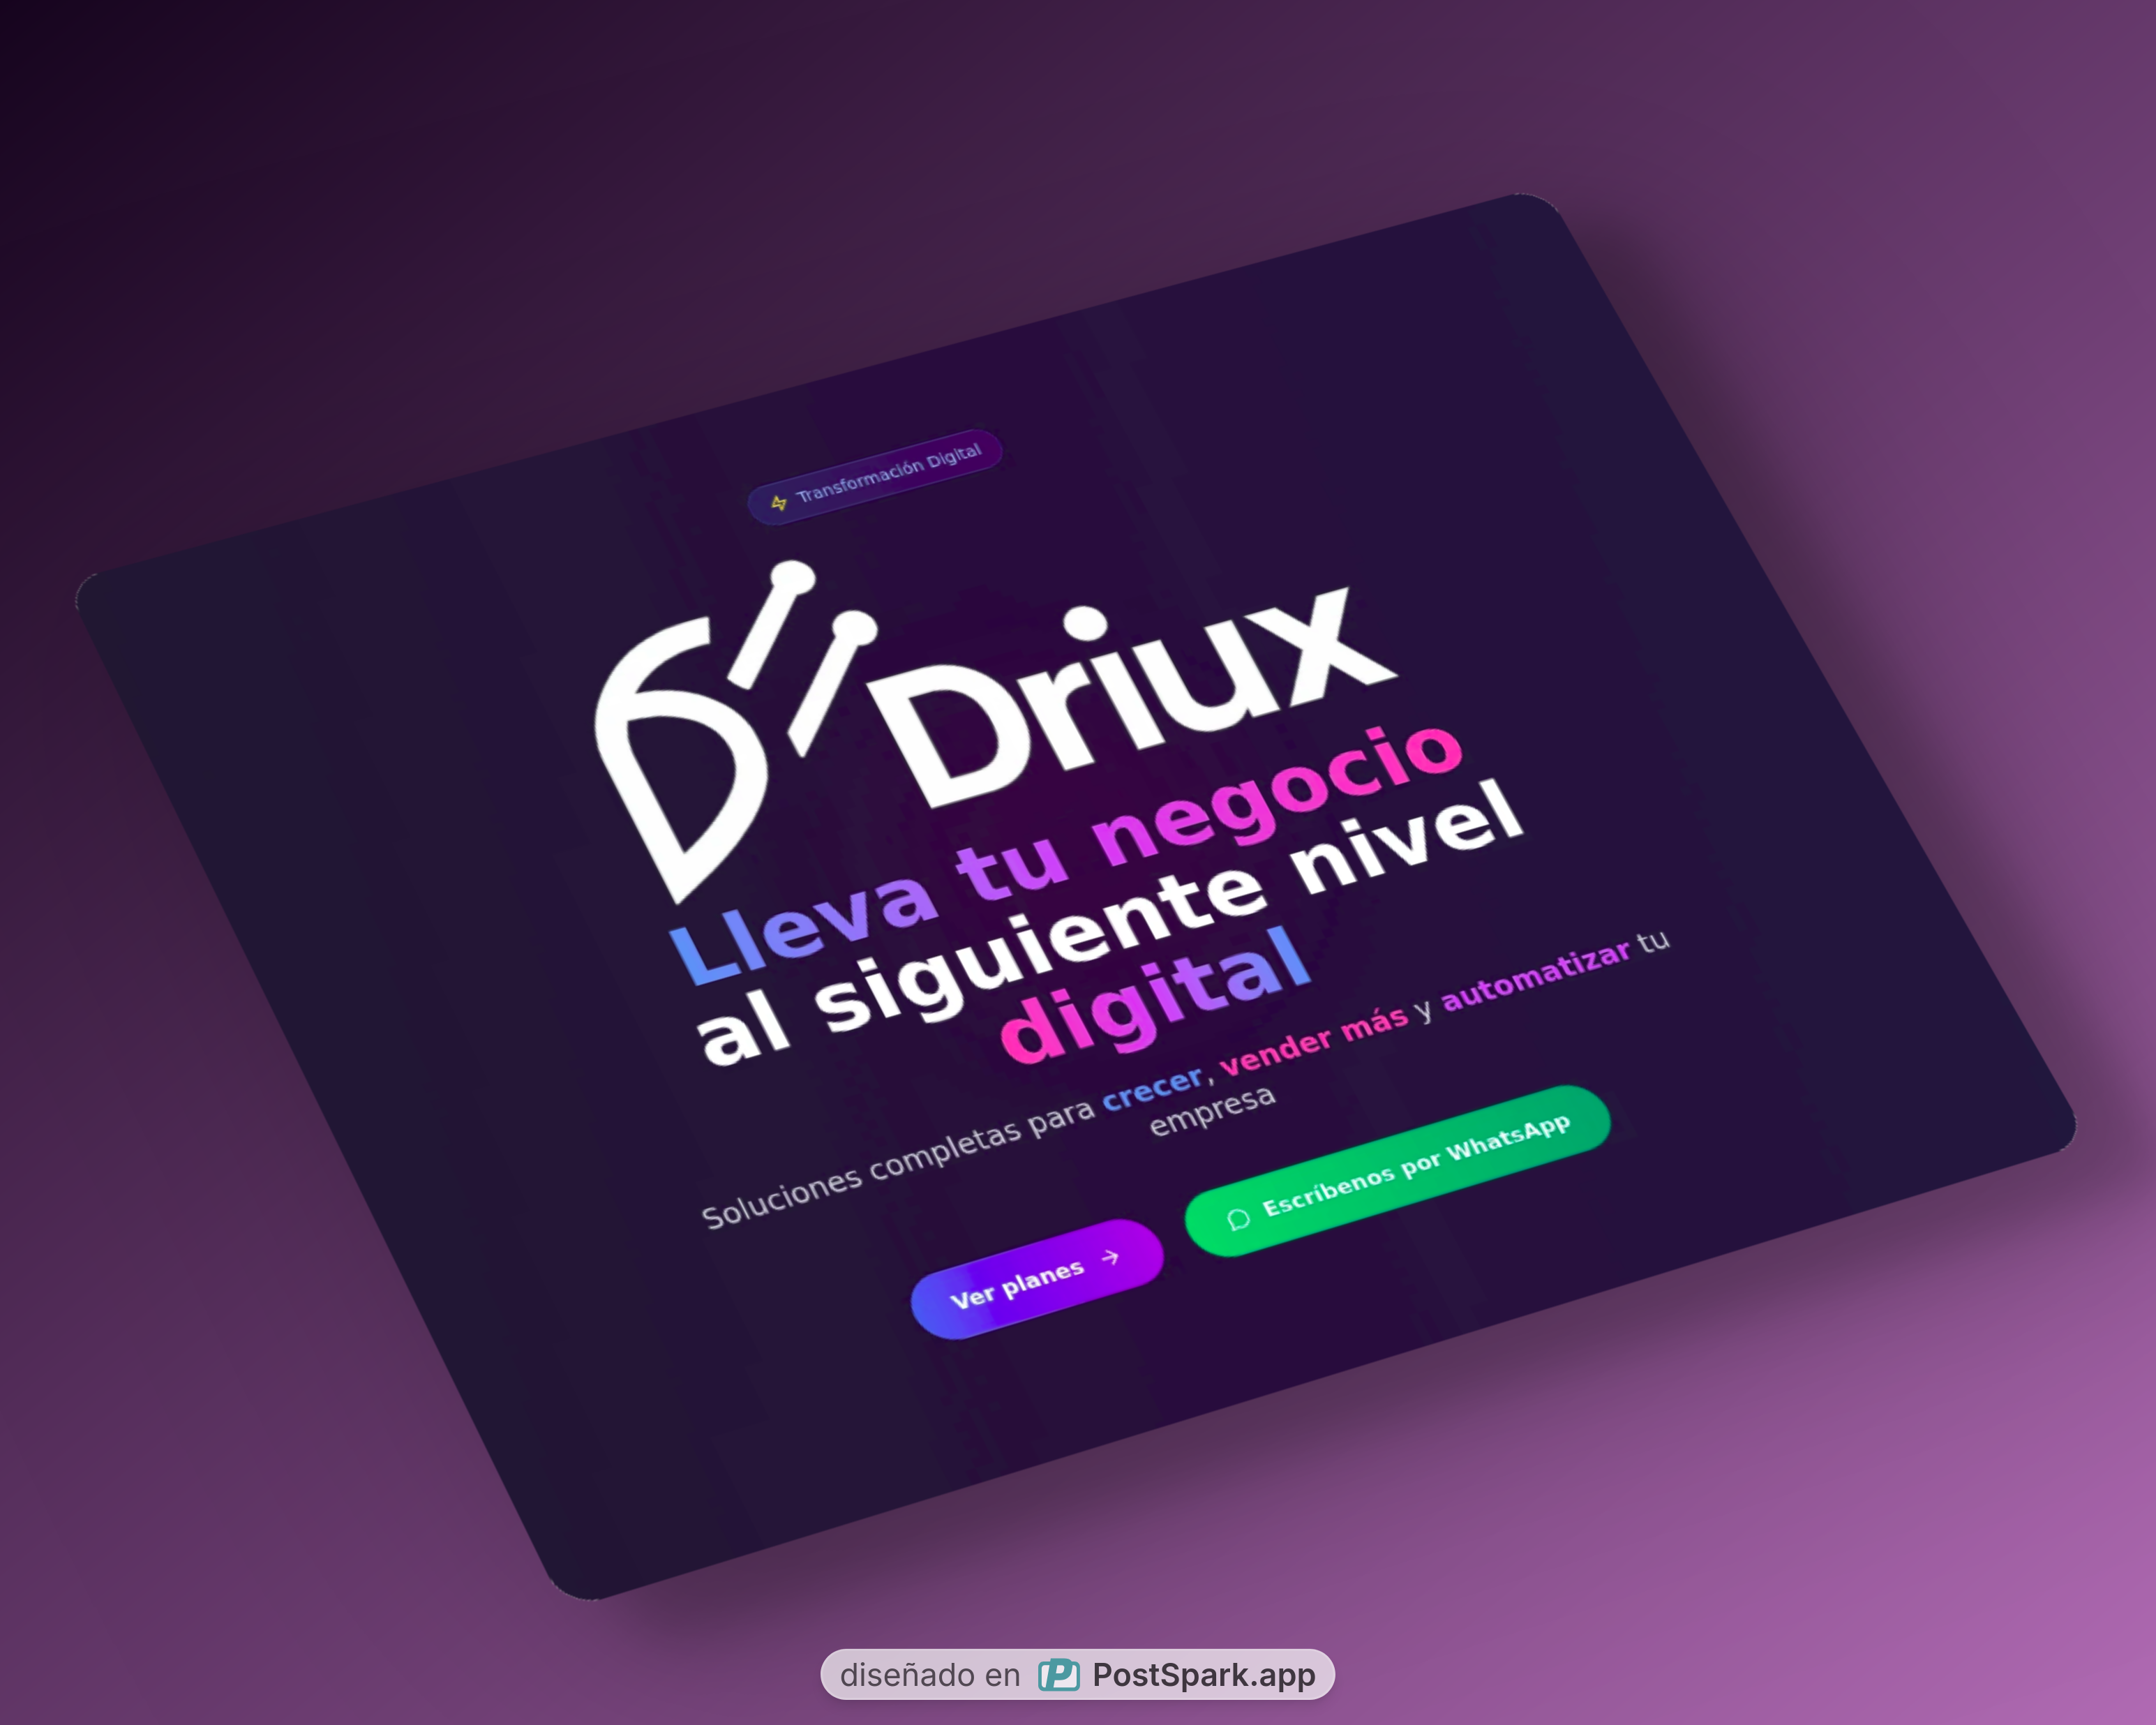 Transformación Digital
Driux
Lleva tu negocio
al siguiente nivel
digital
Soluciones completas para crecer, vender más y automatizar tu
empresa
Ver planes →
Escríbenos por WhatsApp
diseñado en PostSpark.app